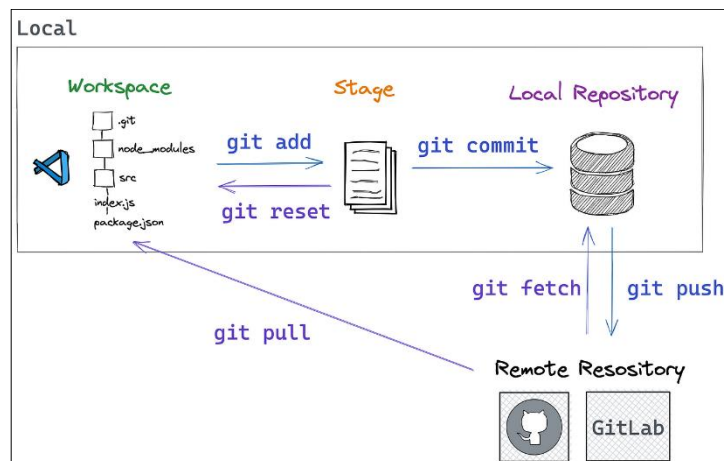 Local
Workspace
Stage
Local Repository
.git
node_modules
src
index.js
package.json
git add
git commit
git reset
git fetch
git push
git pull
Remote Resository
GitLab